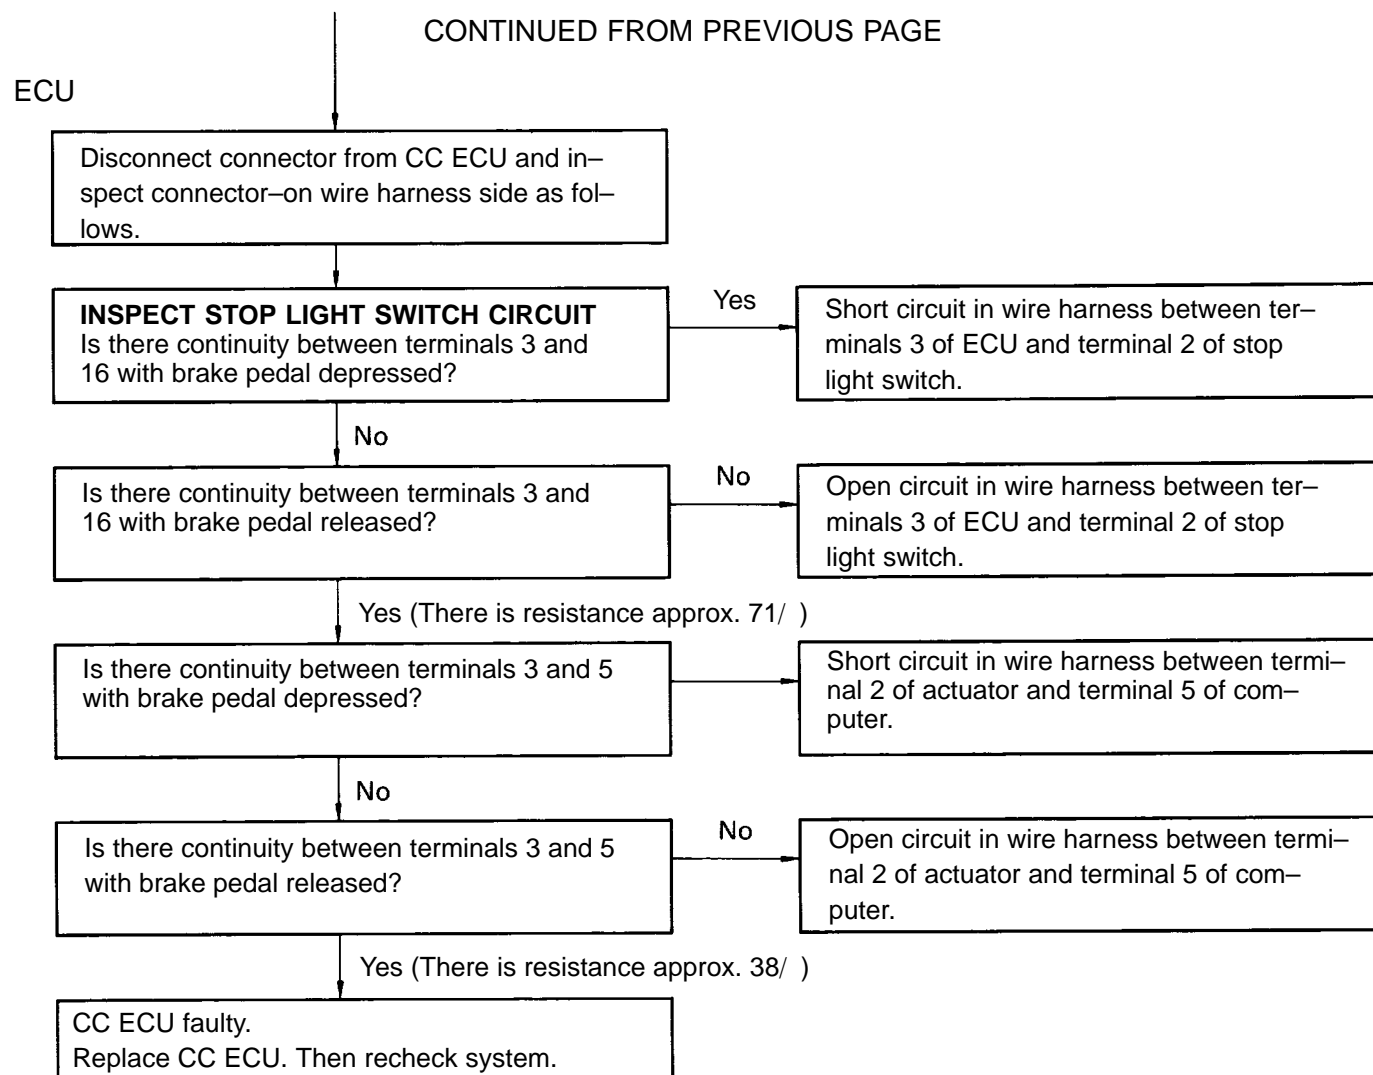 CONTINUED FROM PREVIOUS PAGE
ECU
Disconnect connector from CC ECU and in–
spect connector–on wire harness side as fol–
lows.
INSPECT STOP LIGHT SWITCH CIRCUIT
Is there continuity between terminals 3 and
16 with brake pedal depressed?
Yes
Short circuit in wire harness between ter–
minals 3 of ECU and terminal 2 of stop
light switch.
No
Is there continuity between terminals 3 and
16 with brake pedal released?
No
Open circuit in wire harness between ter–
minals 3 of ECU and terminal 2 of stop
light switch.
Yes (There is resistance approx. 71/ )
Is there continuity between terminals 3 and 5
with brake pedal depressed?
Short circuit in wire harness between termi–
nal 2 of actuator and terminal 5 of com–
puter.
No
Is there continuity between terminals 3 and 5
with brake pedal released?
No
Open circuit in wire harness between termi–
nal 2 of actuator and terminal 5 of com–
puter.
Yes (There is resistance approx. 38/ )
CC ECU faulty.
Replace CC ECU. Then recheck system.